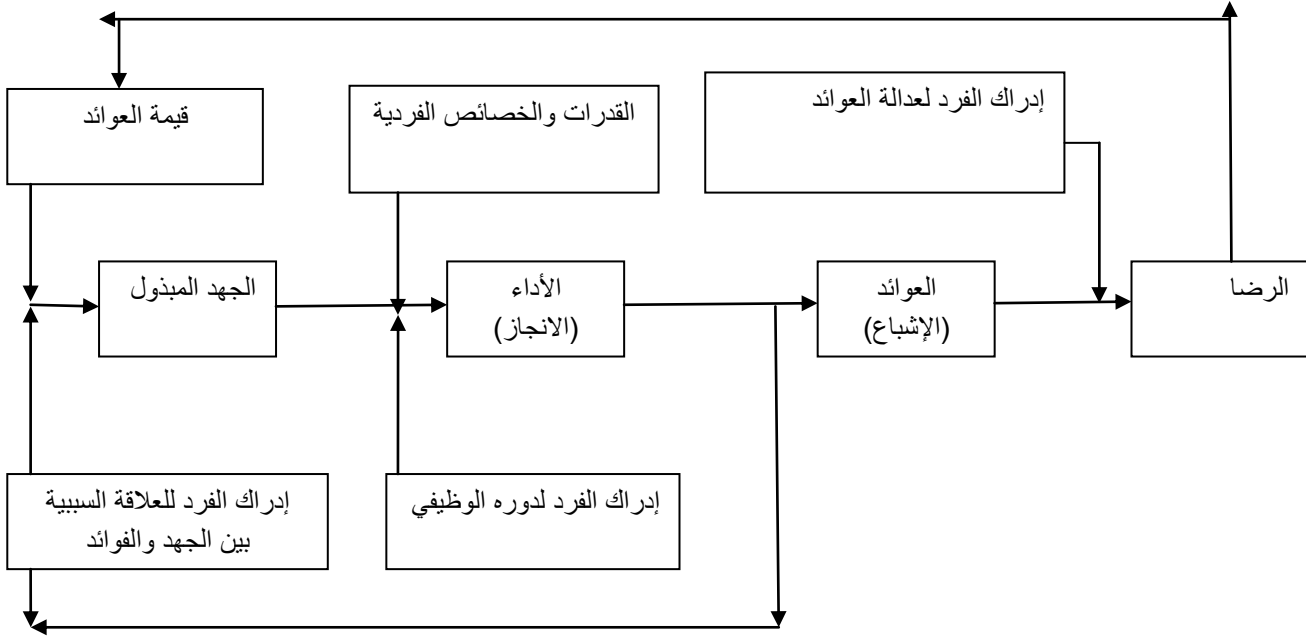 قيمة العوائد
القدرات والخصائص الفردية
إدراك الفرد لعدالة العوائد
الجهد المبذول
الأداء
(الانجاز)
العوائد
(الإشباع)
الرضا
إدراك الفرد للعلاقة السببية
بين الجهد والفوائد
إدراك الفرد لدوره الوظيفي